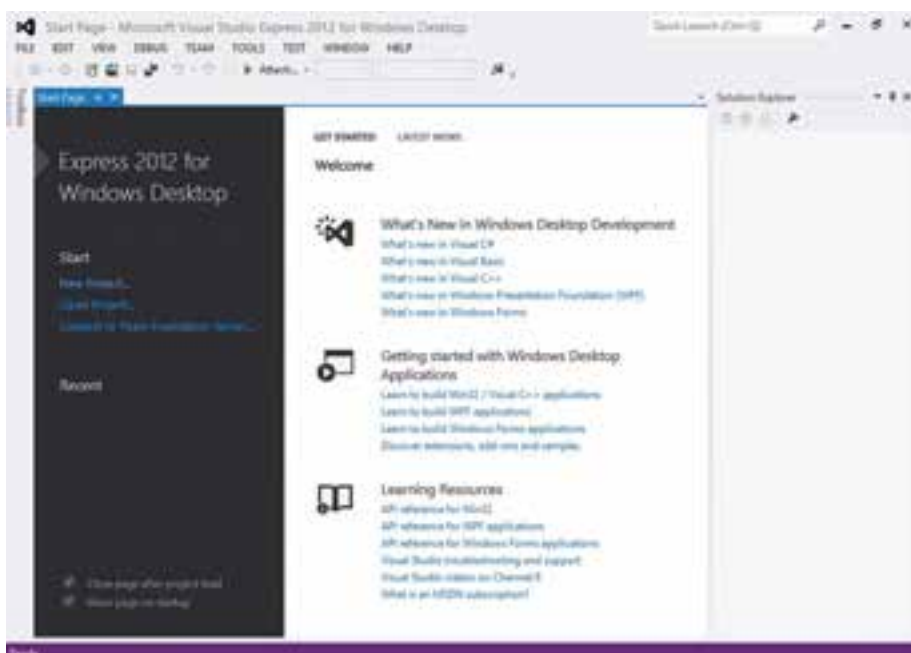 Start Page - Microsoft Visual Studio Express 2012 for Windows Desktop
Quick Launch (Ctrl+Q)
FILE EDIT VIEW DEBUG TEAM TOOLS TEST WINDOW HELP
Attach...
Toolbox
Start Page
Solution Explorer
Express 2012 for
Windows Desktop
Start
New Project...
Open Project...
Connect to Team Foundation Server...
Recent
Close page after project load
Show page on startup
GET STARTED LATEST NEWS
Welcome
What's New in Windows Desktop Development
What's new in Visual C#
What's new in Visual Basic
What's new in Visual C++
What's new in Windows Presentation Foundation (WPF)
What's new in Windows Forms
Getting started with Windows Desktop
Applications
Learn to build Win32 / Visual C++ applications
Learn to build WPF applications
Learn to build Windows Forms applications
Discover extensions, add-ons and samples
Learning Resources
API reference for Win32
API reference for WPF applications
API reference for Windows Forms applications
Visual Studio troubleshooting and support
Visual Studio videos on Channel 9
What is an MSDN subscription?
Ready